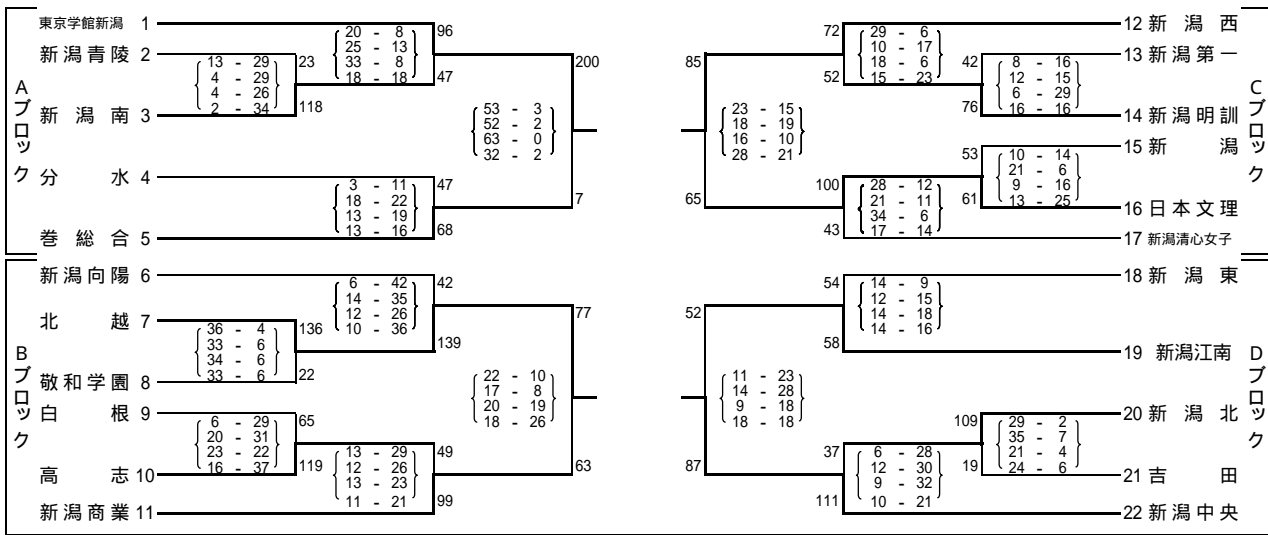 Aブロック
東京学館新潟 1
新潟青陵 2
新潟南 3
分水 4
巻総合 5
13 - 29
4 - 29
4 - 26
2 - 34
23
118
20 - 8
25 - 13
33 - 8
18 - 18
96
47
3 - 11
18 - 22
13 - 19
13 - 16
47
68
53 - 3
52 - 2
63 - 0
32 - 2
200
7
Bブロック
新潟向陽 6
北越 7
敬和学園 8
白根 9
高志 10
新潟商業 11
36 - 4
33 - 6
34 - 6
33 - 6
136
22
6 - 42
14 - 35
12 - 26
10 - 36
42
139
6 - 29
20 - 31
23 - 22
16 - 37
65
119
13 - 29
12 - 26
13 - 23
11 - 21
49
99
22 - 10
17 - 8
20 - 19
18 - 26
77
63
Cブロック
12 新潟西
13 新潟第一
14 新潟明訓
15 新潟
16 日本文理
17 新潟清心女子
72
52
29 - 6
10 - 17
18 - 6
15 - 23
42
76
8 - 16
12 - 15
6 - 29
16 - 16
85
65
23 - 15
18 - 19
16 - 10
28 - 21
53
61
10 - 14
21 - 6
9 - 16
13 - 25
100
43
28 - 12
21 - 11
34 - 6
17 - 14
Dブロック
18 新潟東
19 新潟江南
20 新潟北
21 吉田
22 新潟中央
54
58
14 - 9
12 - 15
14 - 18
14 - 16
52
87
11 - 23
14 - 28
9 - 18
18 - 18
109
19
29 - 2
35 - 7
21 - 4
24 - 6
37
111
6 - 28
12 - 30
9 - 32
10 - 21